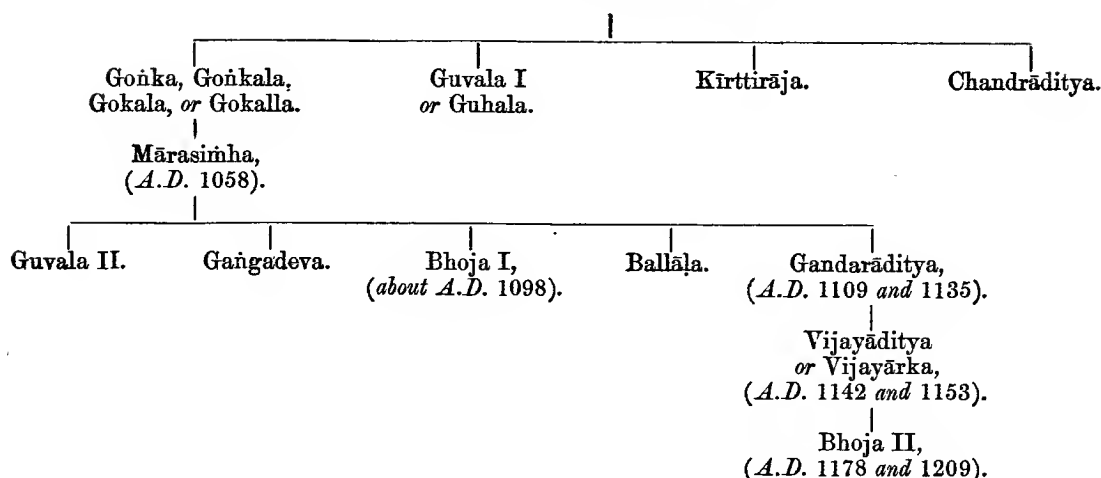 Goṅka, Goṅkala, Guvala I Kīrttirāja. Chandrāditya.
Gokala, or Gokalla. or Guhala.
Mārasiṁha,
(A.D. 1058).
Guvala II. Gaṅgadeva. Bhoja I, Ballāḷa. Gandarāditya,
(about A.D. 1098). (A.D. 1109 and 1135).
Vijayāditya
or Vijayārka,
(A.D. 1142 and 1153).
Bhoja II,
(A.D. 1178 and 1209).